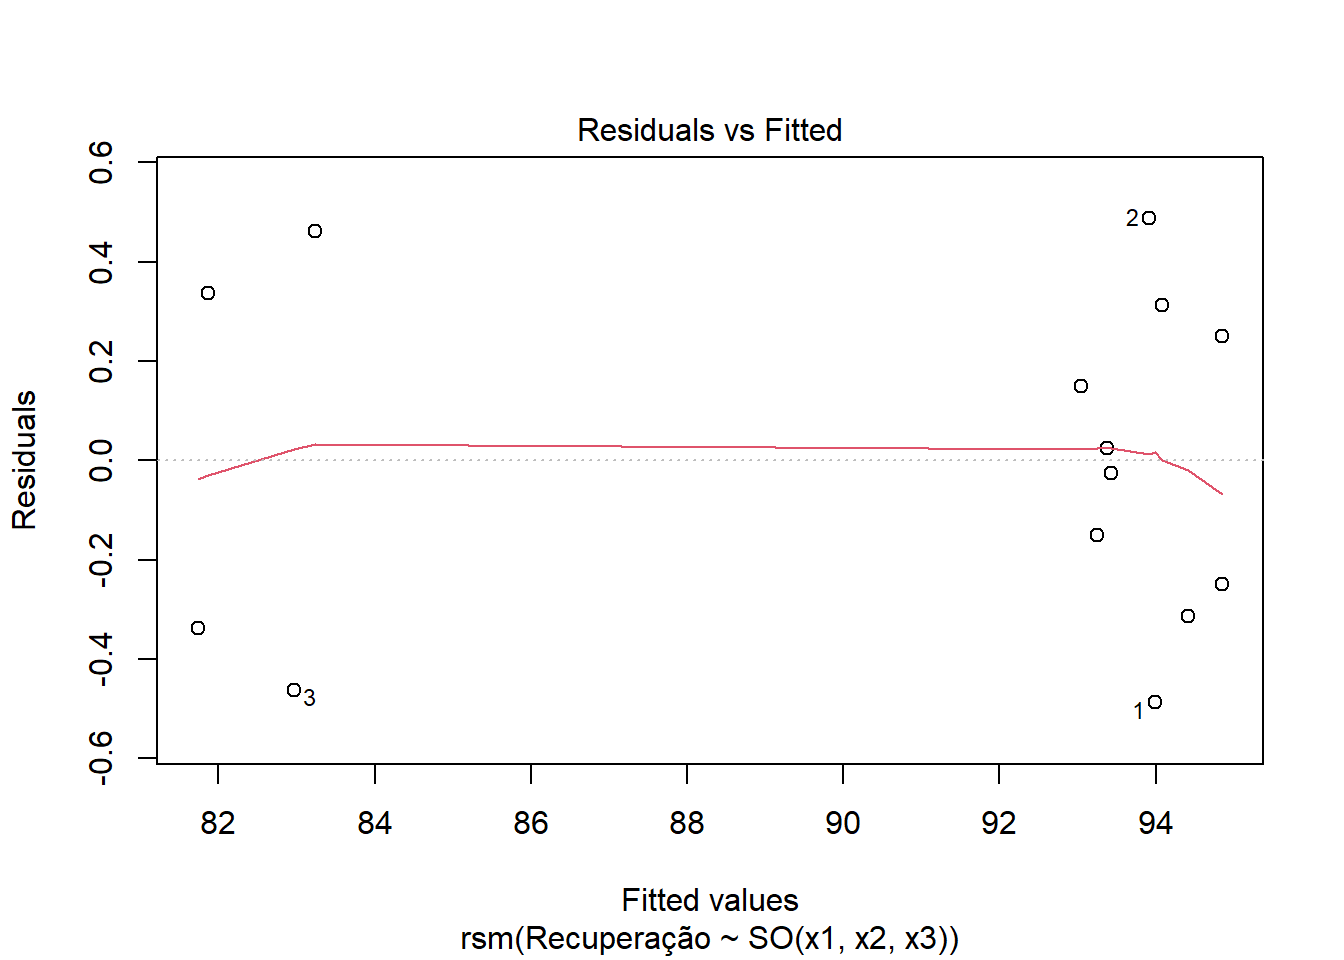 Residuals vs Fitted
0.6
0.4
0.2
0.0
-0.2
-0.4
-0.6
Residuals
2
3
1
82 84 86 88 90 92 94
Fitted values
rsm(Recuperação ~ SO(x1, x2, x3))